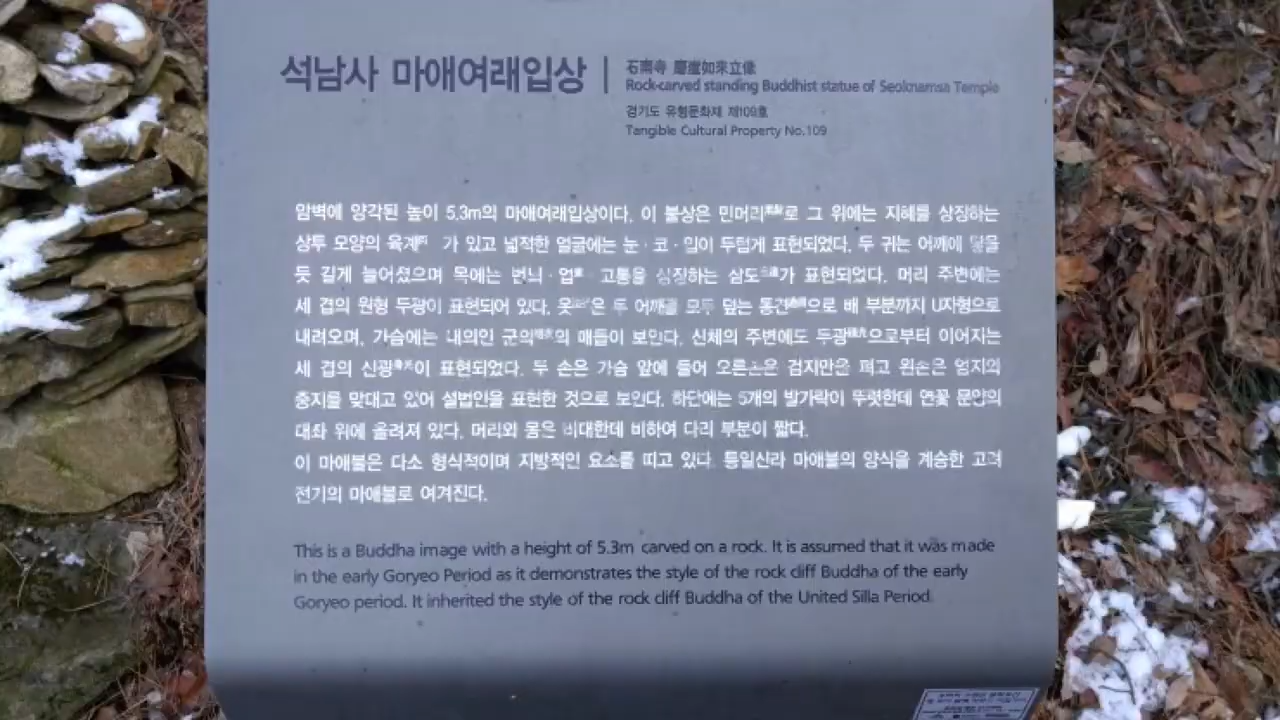 석남사 마애여래입상
石南寺 磨崖如來立像
Rock-carved standing Buddhist statue of Seoknamsa Temple
경기도 유형문화재 제109호
Tangible Cultural Property No.109
암벽에 양각된 높이 5.3m의 마애여래입상이다. 이 불상은 민머리로 그 위에는 지혜를 상징하는
상투 모양의 육계 가 있고 넓적한 얼굴에는 눈·코·입이 두텁게 표현되었다. 두 귀는 어깨에 닿을
듯 길게 늘어졌으며 목에는 번뇌·업 고통을 상징하는 삼도가 표현되었다. 머리 주변에는
세 겹의 원형 두광이 표현되어 있다. 옷은 두 어깨를 모두 덮는 통견으로 배 부분까지 U자형으로
내려오며, 가슴에는 내의인 군의의 매듭이 보인다. 신체의 주변에도 두광으로부터 이어지는
세 겹의 신광이 표현되었다. 두 손은 가슴 앞에 들어 오른손은 검지만을 펴고 왼손은 엄지와
중지를 맞대고 있어 설법인을 표현한 것으로 보인다. 하단에는 5개의 발가락이 뚜렷한데 연꽃 문양의
대좌 위에 올려져 있다. 머리와 몸은 비대한데 비하여 다리 부분이 짧다.
이 마애불은 다소 형식적이며 지방적인 요소를 띠고 있다 통일신라 마애불의 양식을 계승한 고려
전기의 마애불로 여겨진다.
This is a Buddha image with a height of 5.3m carved on a rock. It is assumed that it was made
in the early Goryeo Period as it demonstrates the style of the rock cliff Buddha of the early
Goryeo period. It inherited the style of the rock cliff Buddha of the United Silla Period.